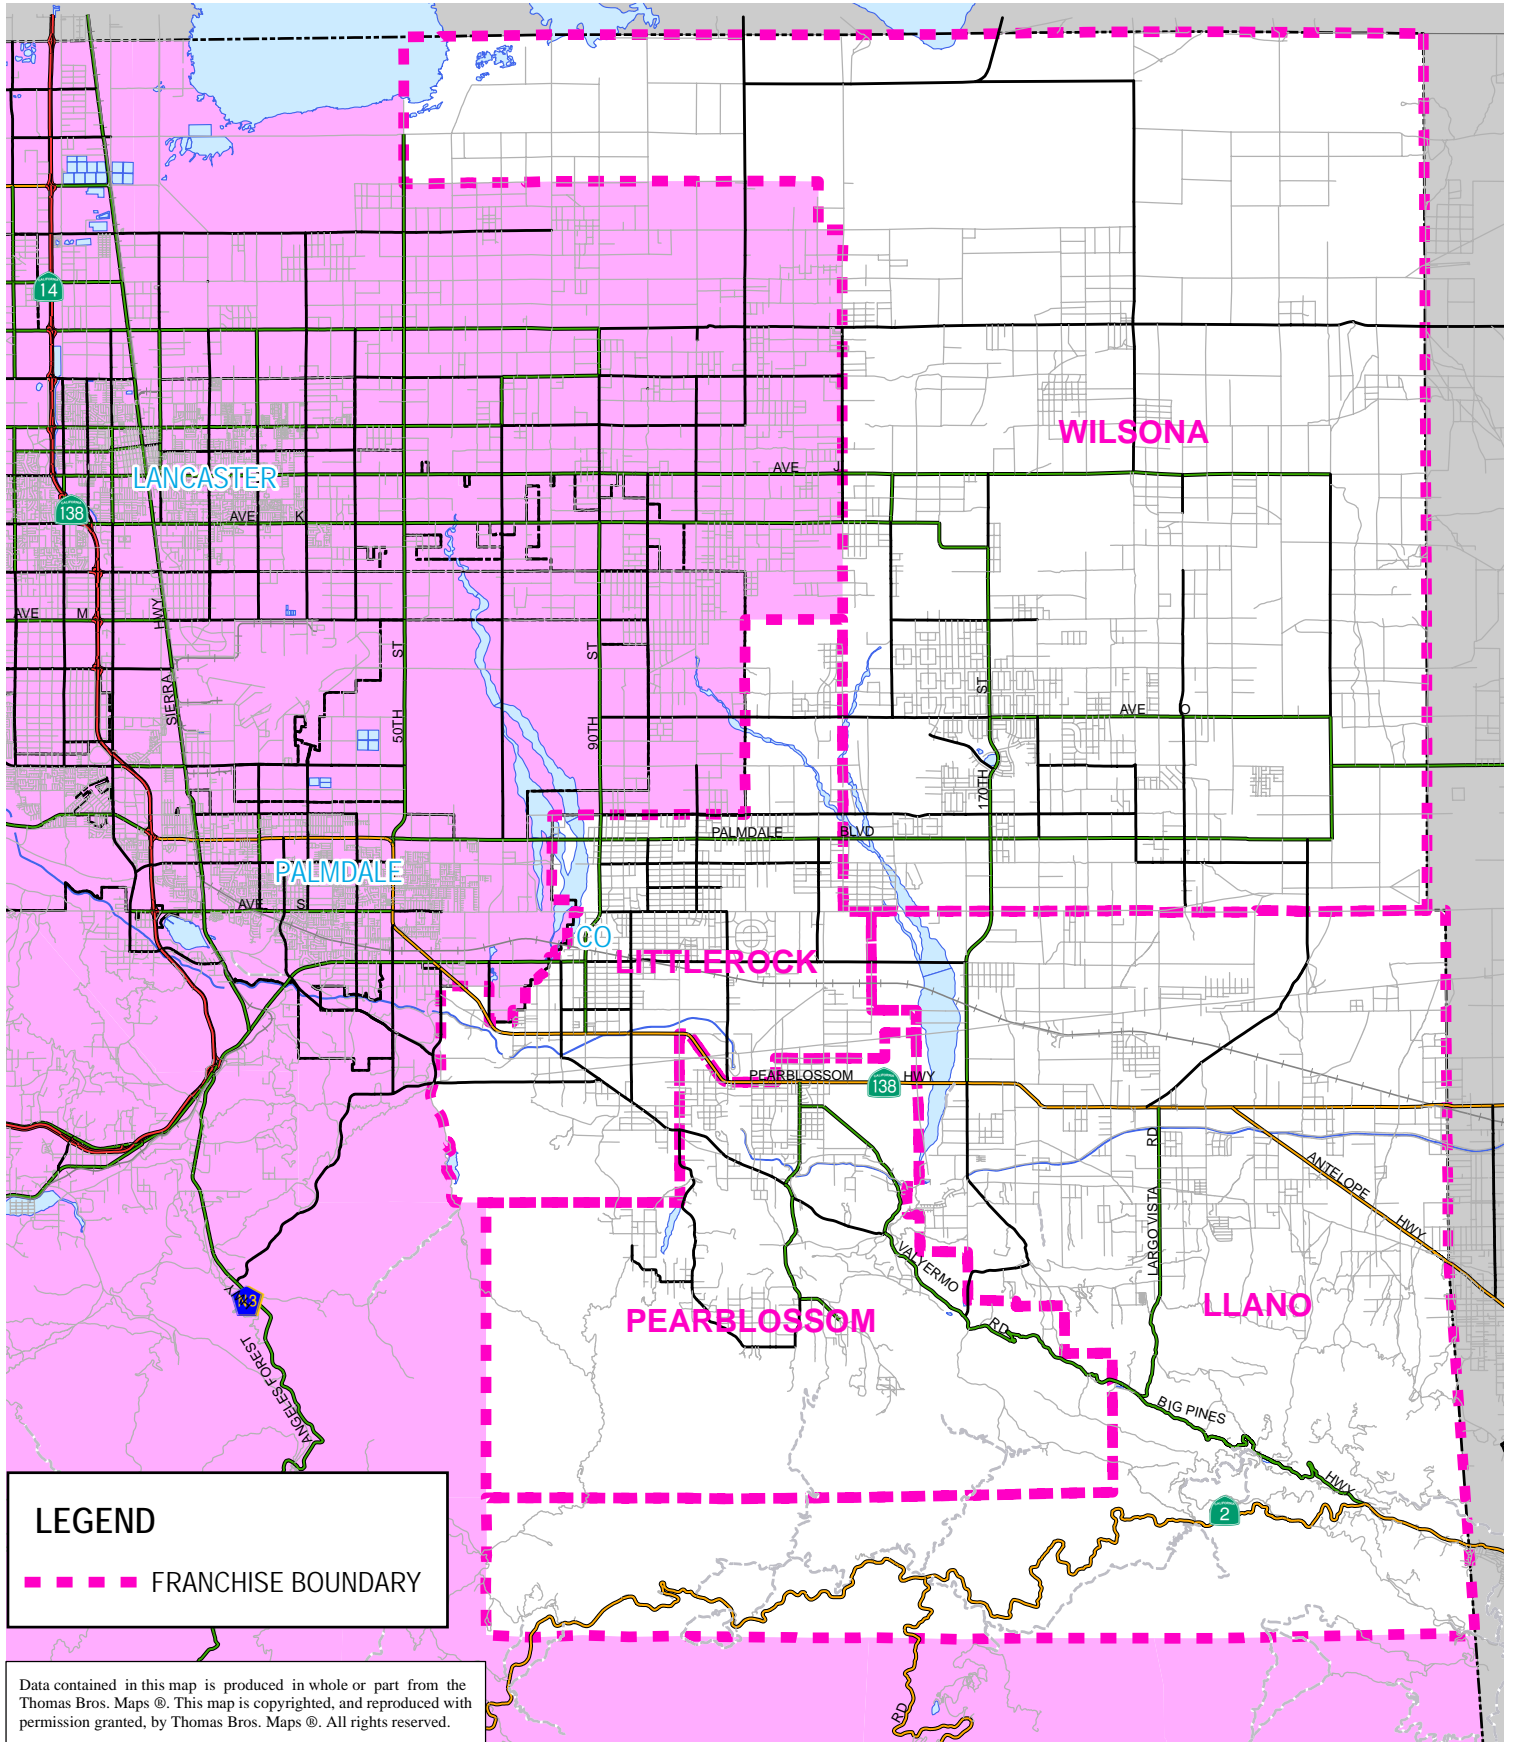 14
WILSONA
LANCASTER
AVE J
138
AVE K
AVE M
HWY
SIERRA
50TH ST
90TH ST
170TH ST
AVE O
PALMDALE BLVD
PALMDALE
AVE S
CO
LITTLEROCK
PEARBLOSSOM HWY
138
LARGO VISTA RD
ANTELOPE HWY
VALYERMO RD
N3
ANGELES FOREST
PEARBLOSSOM
LLANO
BIG PINES HWY
2
RD
LEGEND
FRANCHISE BOUNDARY
Data contained in this map is produced in whole or part from the
Thomas Bros. Maps ®. This map is copyrighted, and reproduced with
permission granted, by Thomas Bros. Maps ®. All rights reserved.